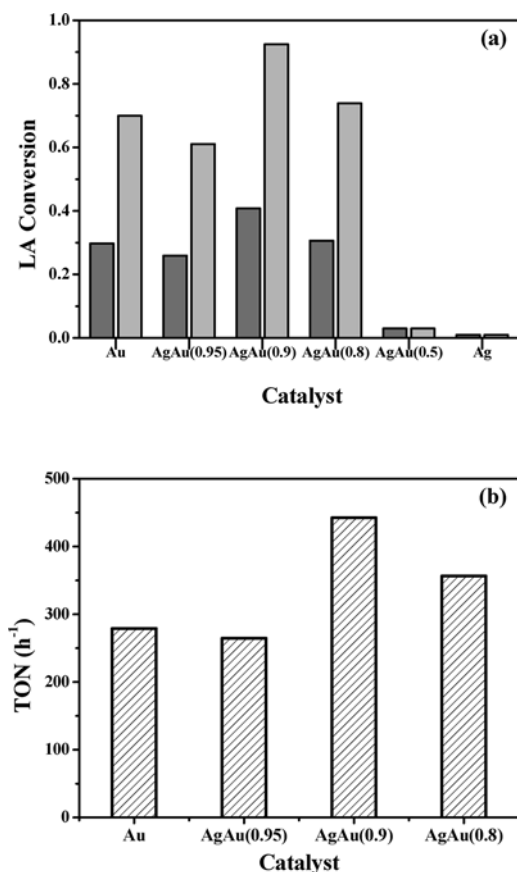 (a)
LA Conversion
1.0
0.8
0.6
0.4
0.2
0.0
Au AgAu(0.95) AgAu(0.9) AgAu(0.8) AgAu(0.5) Ag
Catalyst
(b)
TON (h⁻¹)
500
400
300
200
100
0
Au AgAu(0.95) AgAu(0.9) AgAu(0.8)
Catalyst